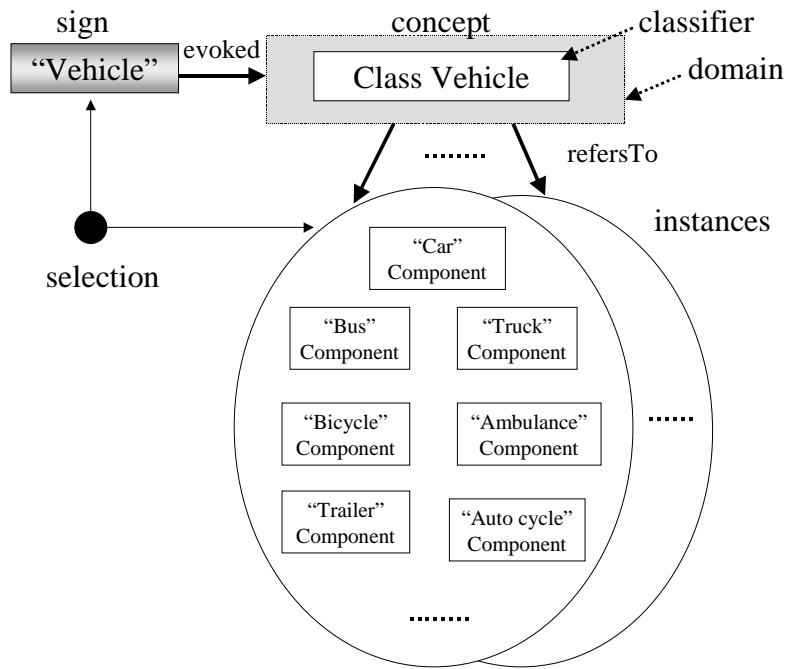 sign
concept
classifier
evoked
“Vehicle”
Class Vehicle
domain
refersTo
instances
selection
“Car”
Component
“Bus”
Component
“Truck”
Component
“Bicycle”
Component
“Ambulance”
Component
“Trailer”
Component
“Auto cycle”
Component